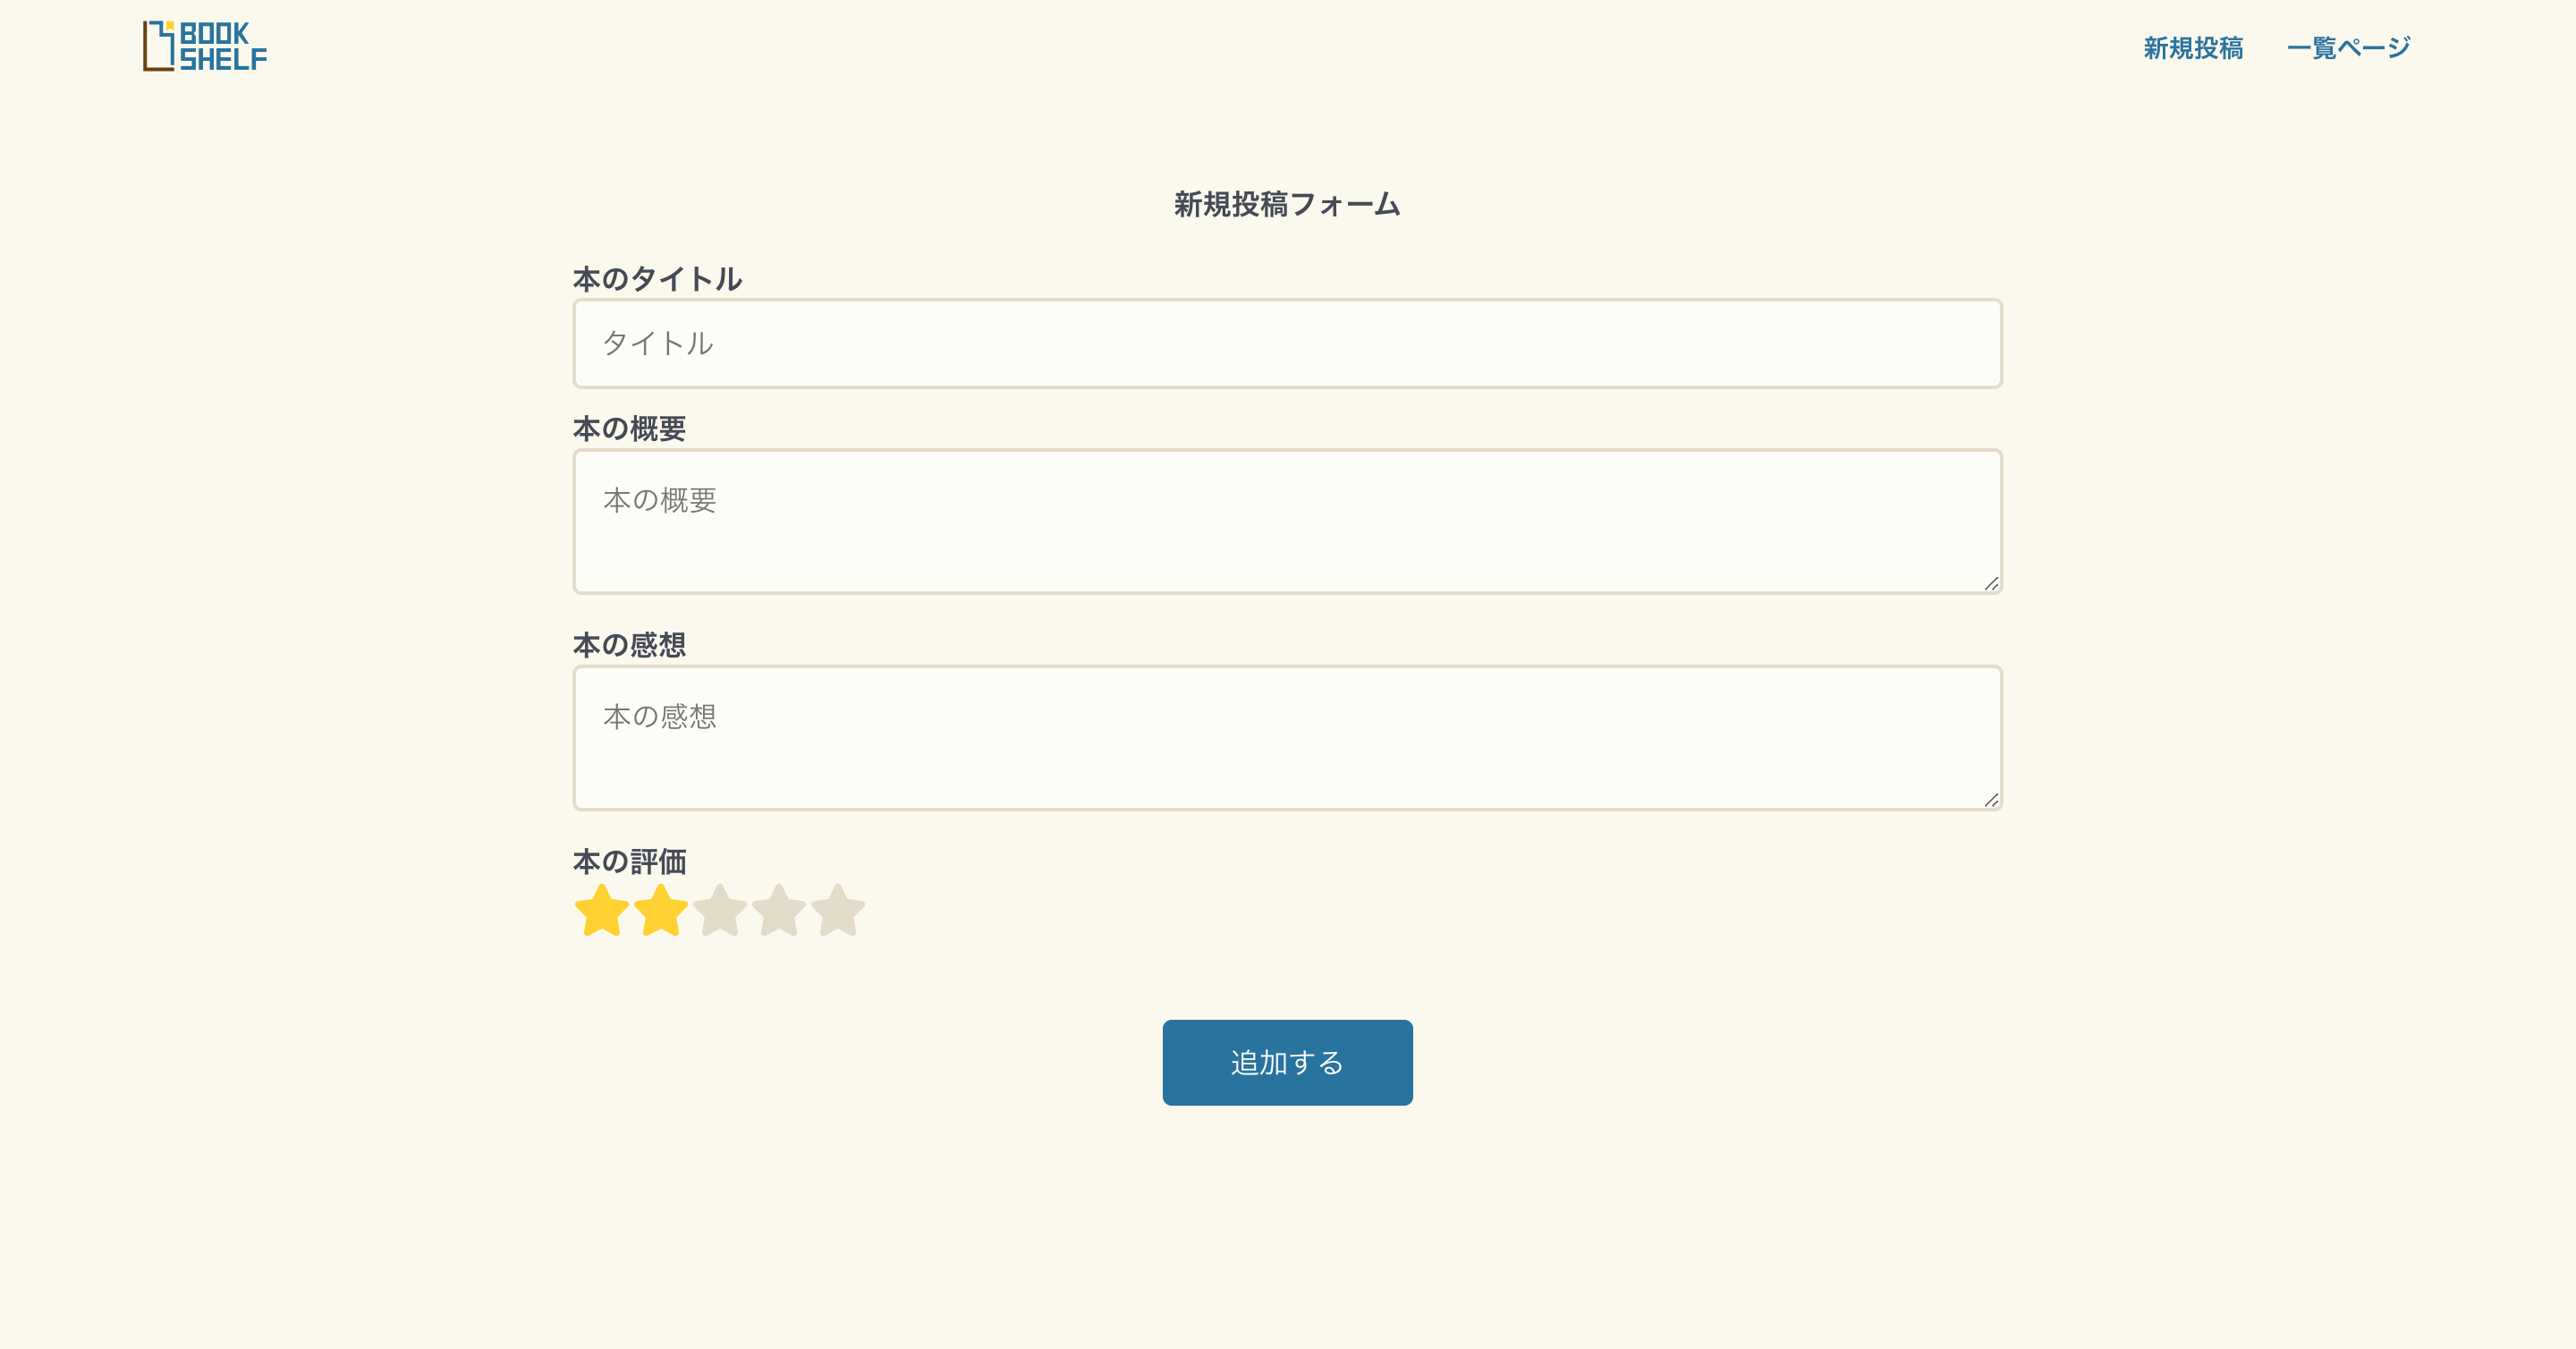 BOOK
SHELF
新規投稿 一覧ページ
新規投稿フォーム
本のタイトル
タイトル
本の概要
本の概要
本の感想
本の感想
本の評価
追加する